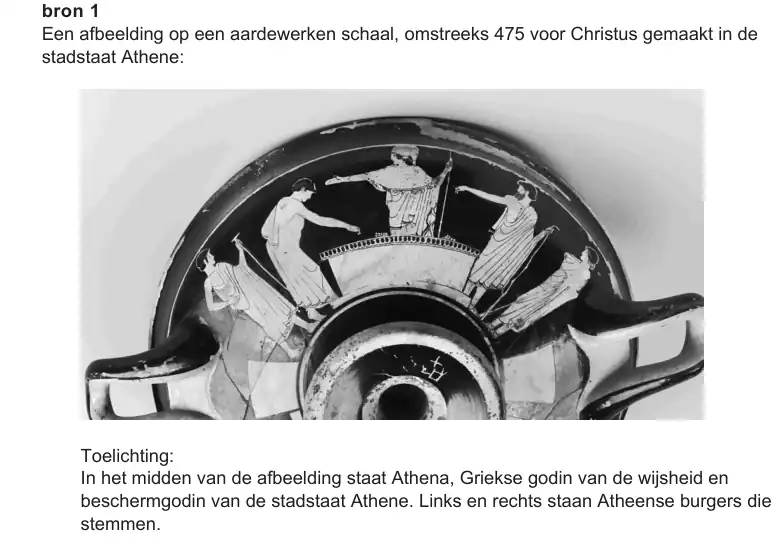 bron 1
Een afbeelding op een aardewerken schaal, omstreeks 475 voor Christus gemaakt in de
stadstaat Athene:
Toelichting:
In het midden van de afbeelding staat Athena, Griekse godin van de wijsheid en
beschermgodin van de stadstaat Athene. Links en rechts staan Atheense burgers die
stemmen.